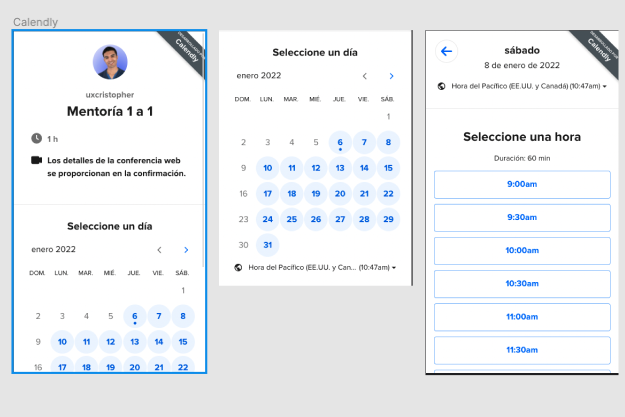 Calendly
DESARROLLADO POR
Calendly
uxcristopher
Mentoría 1 a 1
1 h
Los detalles de la conferencia web
se proporcionan en la confirmación.
Seleccione un día
enero 2022
DOM. LUN. MAR. MIÉ. JUE. VIE. SÁB.
1
2 3 4 5 6 7 8
9 10 11 12 13 14 15
16 17 18 19 20 21 22
Seleccione un día
enero 2022
DOM. LUN. MAR. MIÉ. JUE. VIE. SÁB.
1
2 3 4 5 6 7 8
9 10 11 12 13 14 15
16 17 18 19 20 21 22
23 24 25 26 27 28 29
30 31
Hora del Pacífico (EE.UU. y Can... (10:47am)
DESARROLLADO POR
Calendly
sábado
8 de enero de 2022
Hora del Pacífico (EE.UU. y Canadá) (10:47am)
Seleccione una hora
Duración: 60 min
9:00am
9:30am
10:00am
10:30am
11:00am
11:30am